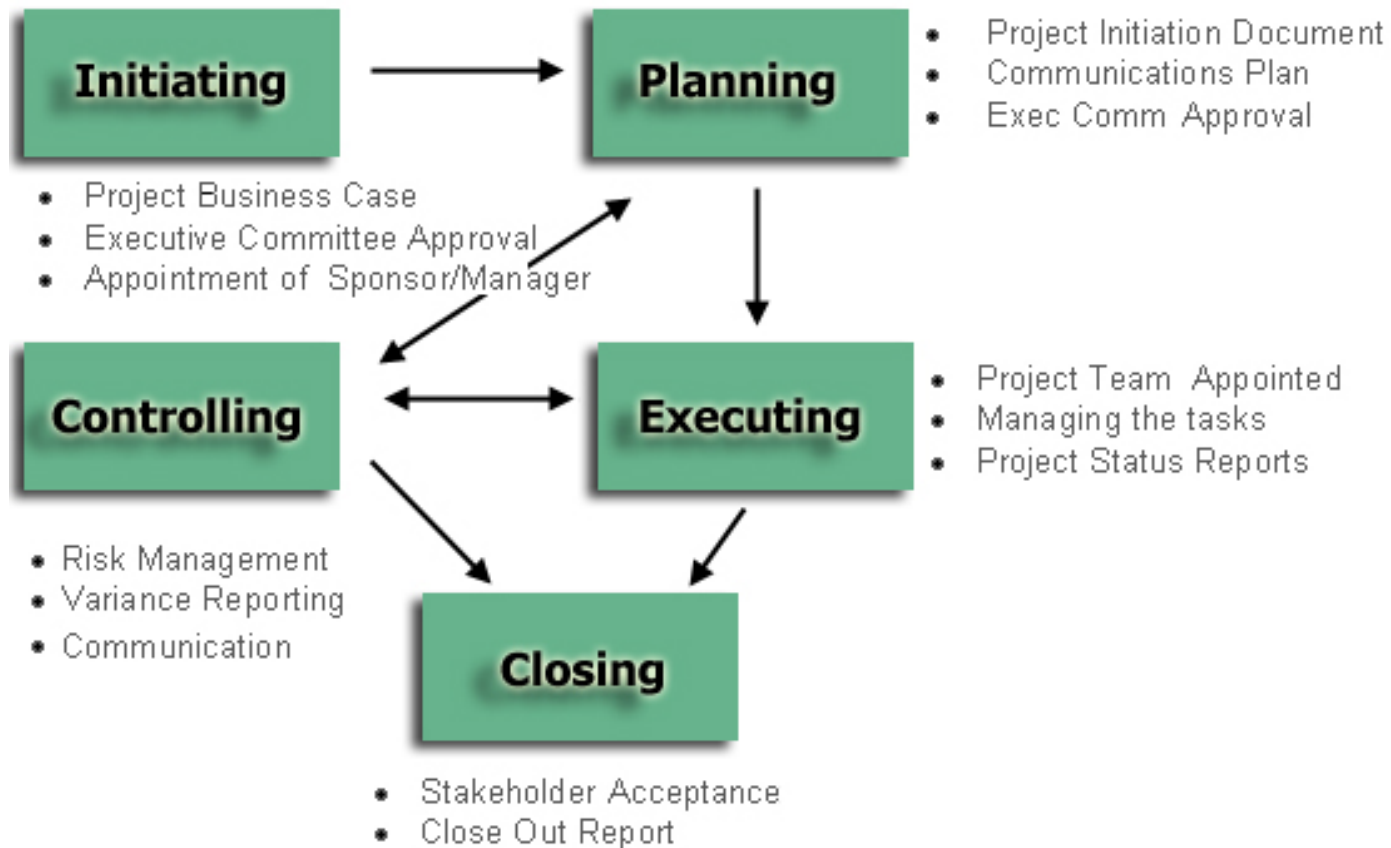 Initiating
Planning
• Project Initiation Document
• Communications Plan
• Exec Comm Approval
• Project Business Case
• Executive Committee Approval
• Appointment of Sponsor/Manager
Controlling
Executing
• Project Team Appointed
• Managing the tasks
• Project Status Reports
• Risk Management
• Variance Reporting
• Communication
Closing
• Stakeholder Acceptance
• Close Out Report